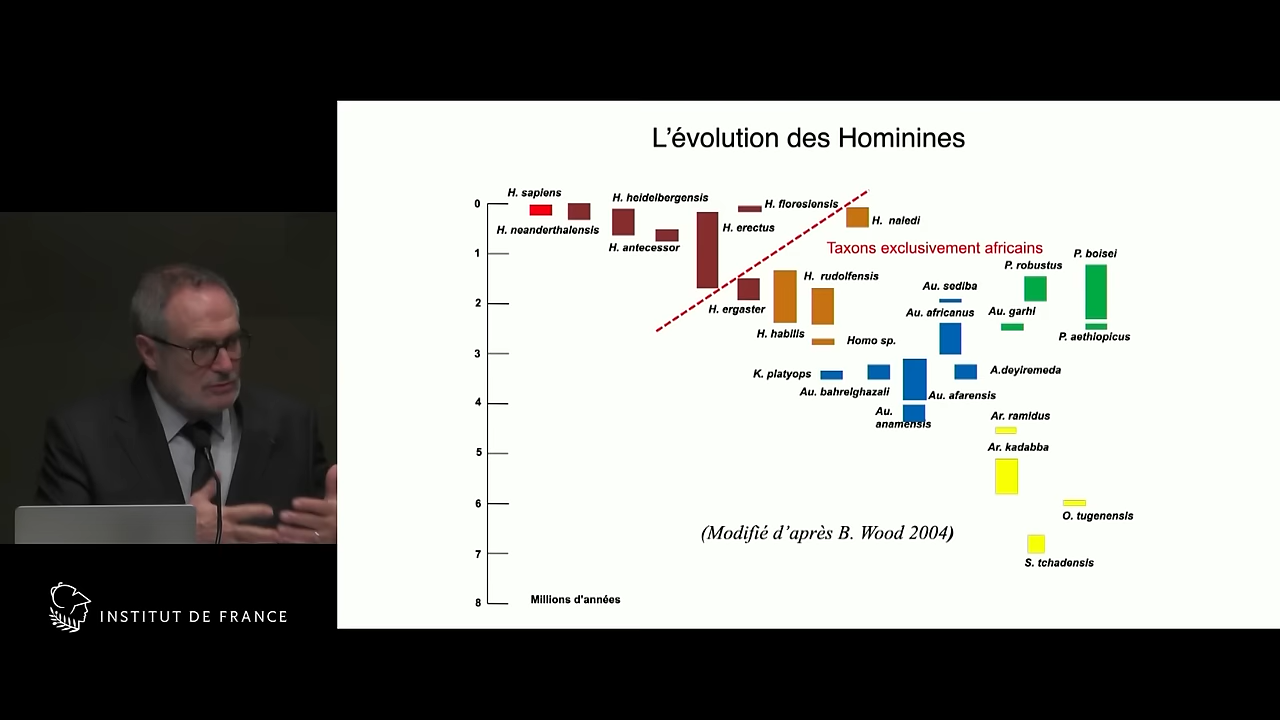 L'évolution des Hominines
H. sapiens
H. heidelbergensis
H. floresiensis
0
H. neanderthalensis
H. antecessor
H. erectus
H. naledi
Taxons exclusivement africains
1
P. boisei
P. robustus
H. rudolfensis
Au. sediba
2
H. ergaster
Au. africanus
Au. garhi
H. habilis
Homo sp.
P. aethiopicus
3
K. platyops
A.deyiremeda
Au. bahrelghazali
Au. afarensis
4
Au.
anamensis
Ar. ramidus
Ar. kadabba
5
6
O. tugenensis
(Modifié d'après B. Wood 2004)
7
S. tchadensis
8
Millions d'années
INSTITUT DE FRANCE